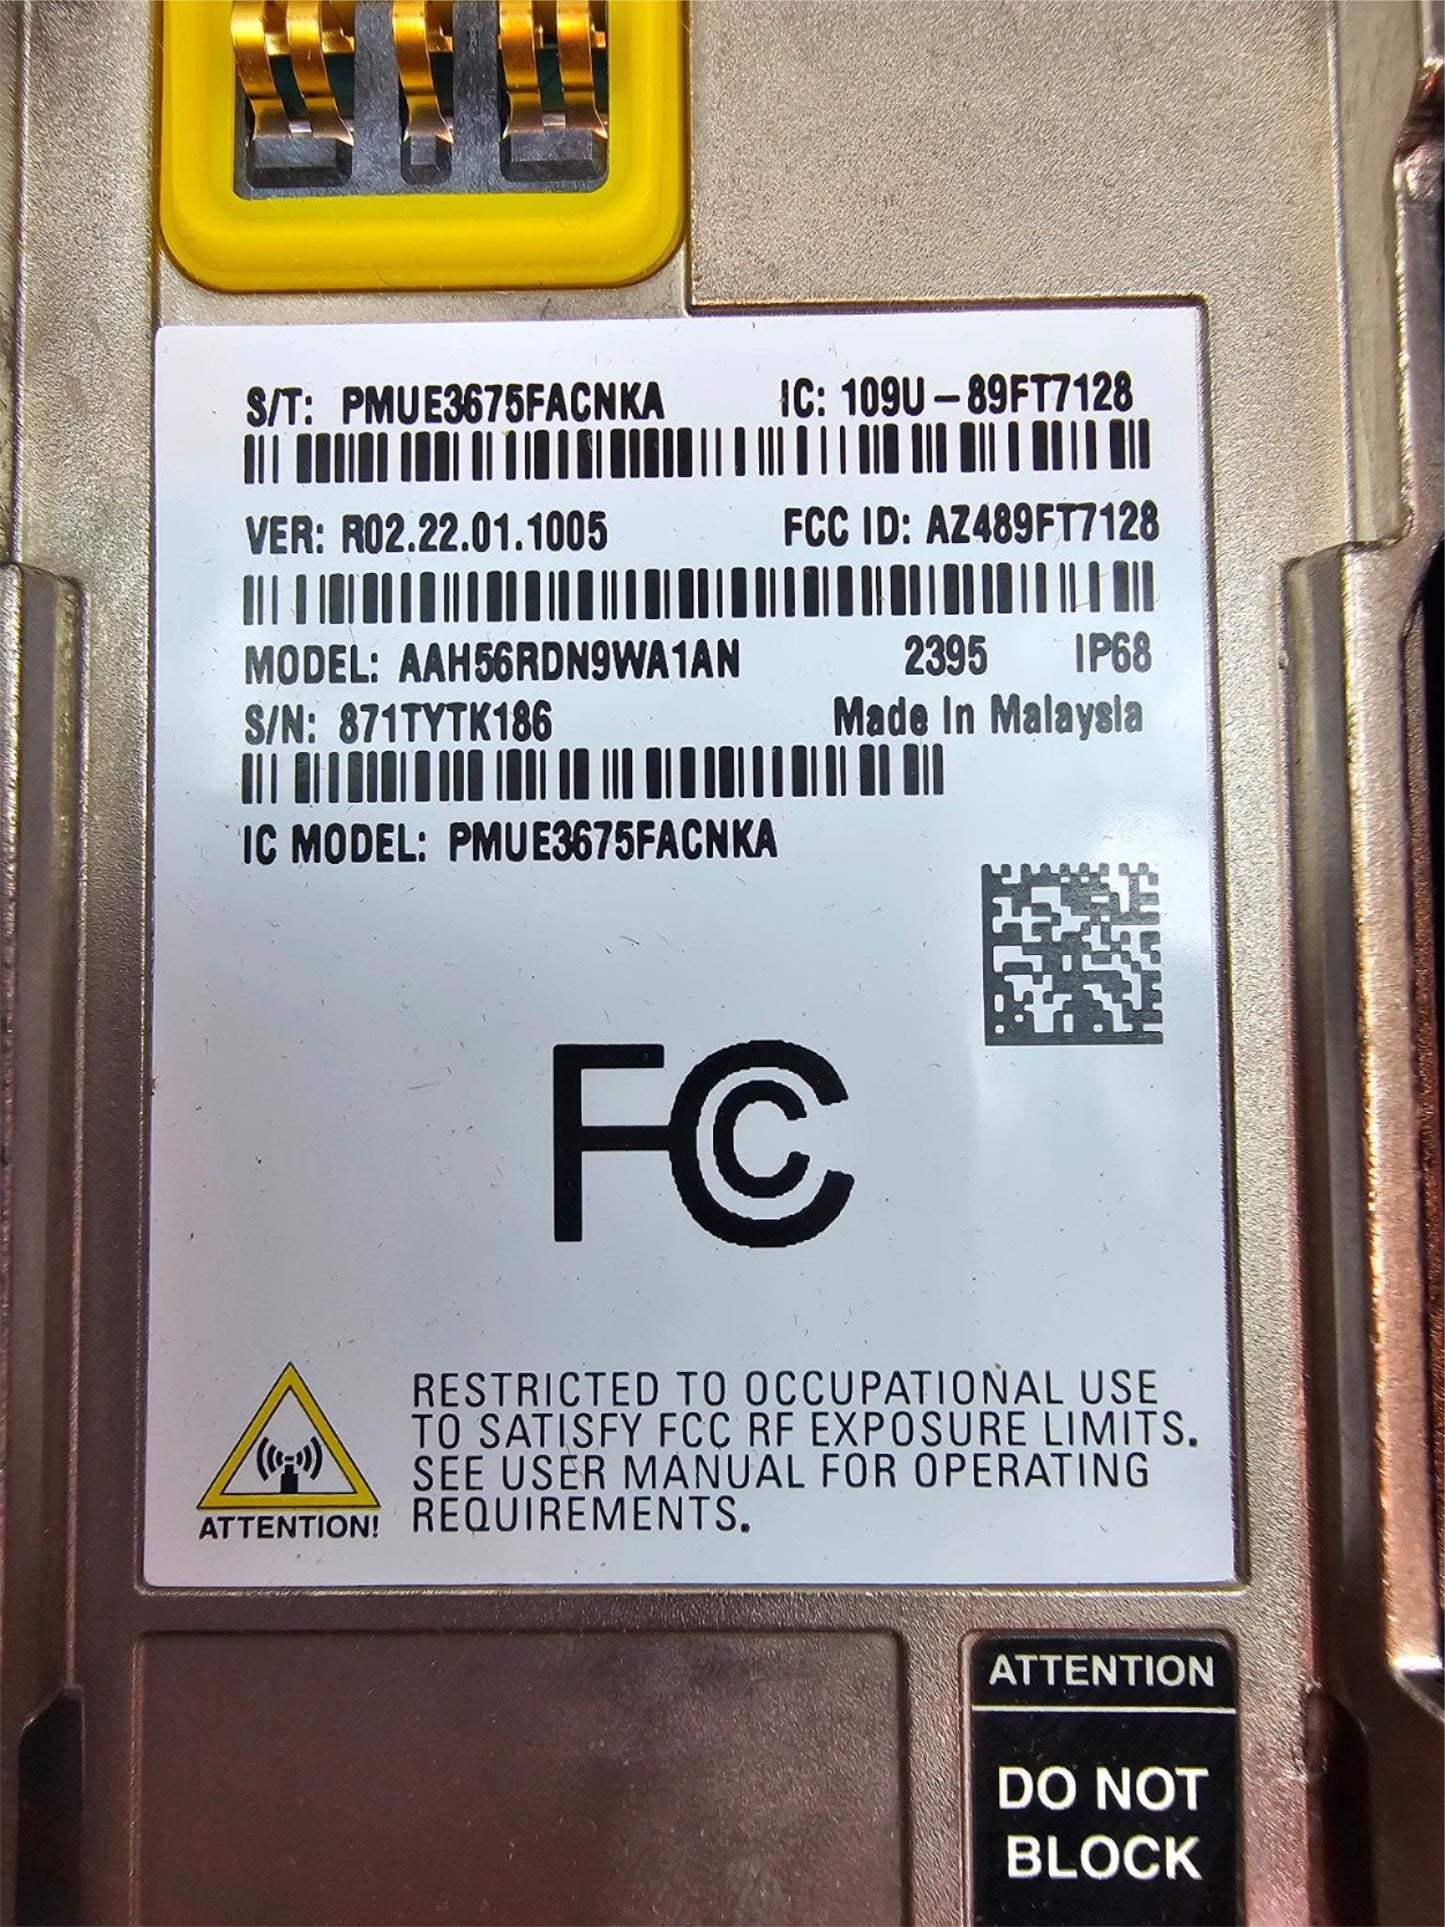 S/T: PMUE3675FACNKA IC: 109U-89FT7128
VER: R02.22.01.1005 FCC ID: AZ489FT7128
MODEL: AAH56RDN9WA1AN 2395 IP68
S/N: 871TYTK186 Made In Malaysia
IC MODEL: PMUE3675FACNKA
FCC
RESTRICTED TO OCCUPATIONAL USE
TO SATISFY FCC RF EXPOSURE LIMITS.
SEE USER MANUAL FOR OPERATING
REQUIREMENTS.
ATTENTION!
ATTENTION
DO NOT
BLOCK